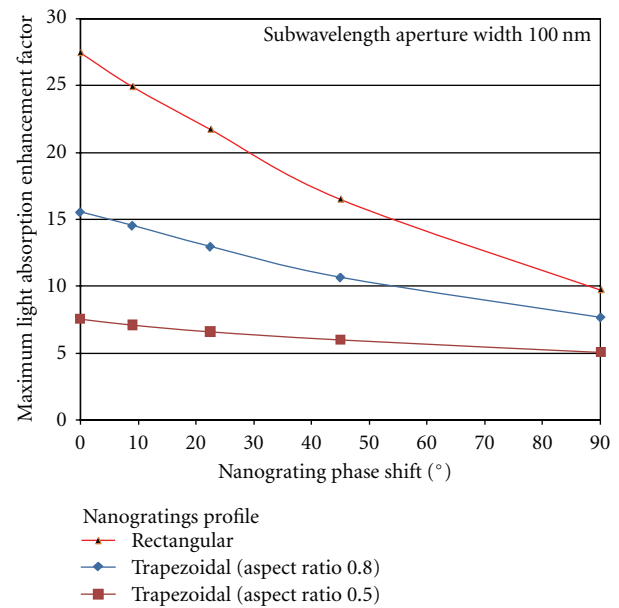 Maximum light absorption enhancement factor
30
25
20
15
10
5
0
Subwavelength aperture width 100 nm
0 10 20 30 40 50 60 70 80 90
Nanograting phase shift (°)
Nanogratings profile
Rectangular
Trapezoidal (aspect ratio 0.8)
Trapezoidal (aspect ratio 0.5)